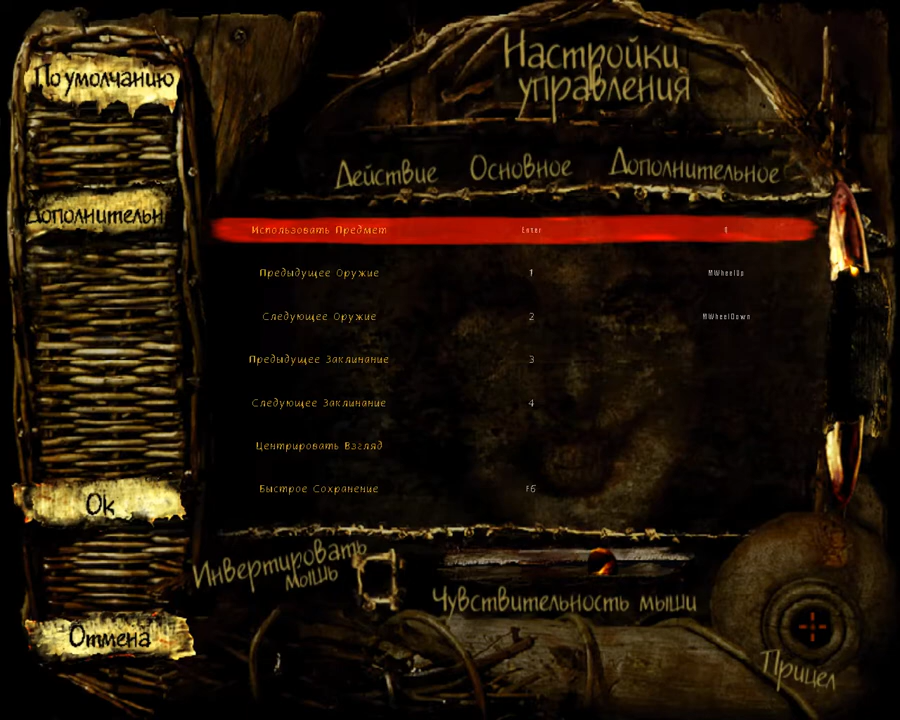 По умолчанию
Дополнительн
Ok
Отмена
Настройки
управления
Действие Основное Дополнительное
Использовать Предмет Enter
Предыдущее Оружие 1 MWheelUp
Следующее Оружие 2 MWheelDown
Предыдущее Заклинание 3
Следующее Заклинание 4
Центрировать Взгляд
Быстрое Сохранение F6
Инвертировать
мышь
Чувствительность мыши
Прицел